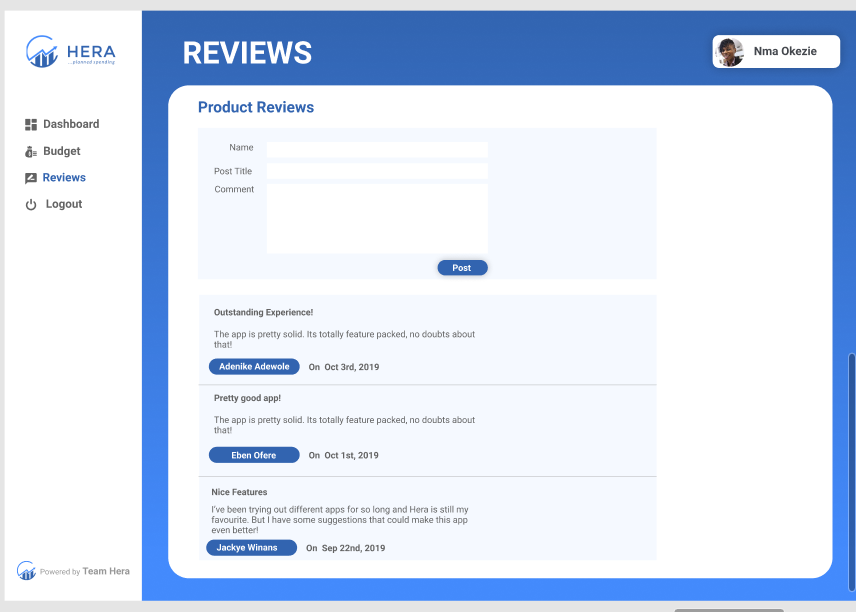 HERA
...planned spending
Dashboard
Budget
Reviews
Logout
Powered by Team Hera
REVIEWS
Nma Okezie
Product Reviews
Name
Post Title
Comment
Post
Outstanding Experience!
The app is pretty solid. Its totally feature packed, no doubts about
that!
Adenike Adewole On Oct 3rd, 2019
Pretty good app!
The app is pretty solid. Its totally feature packed, no doubts about
that!
Eben Ofere On Oct 1st, 2019
Nice Features
I've been trying out different apps for so long and Hera is still my
favourite. But I have some suggestions that could make this app
even better!
Jackye Winans On Sep 22nd, 2019